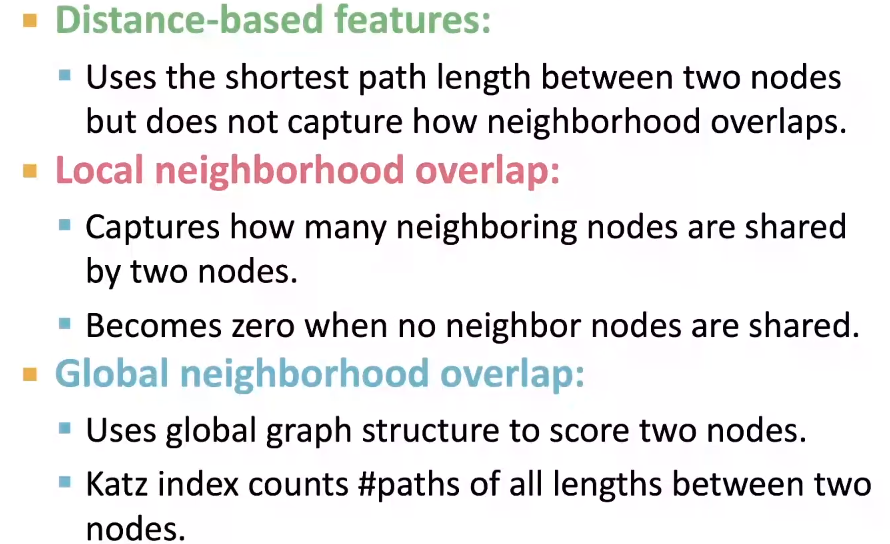 Distance-based features:
Uses the shortest path length between two nodes
but does not capture how neighborhood overlaps.
Local neighborhood overlap:
Captures how many neighboring nodes are shared
by two nodes.
Becomes zero when no neighbor nodes are shared.
Global neighborhood overlap:
Uses global graph structure to score two nodes.
Katz index counts #paths of all lengths between two
nodes.